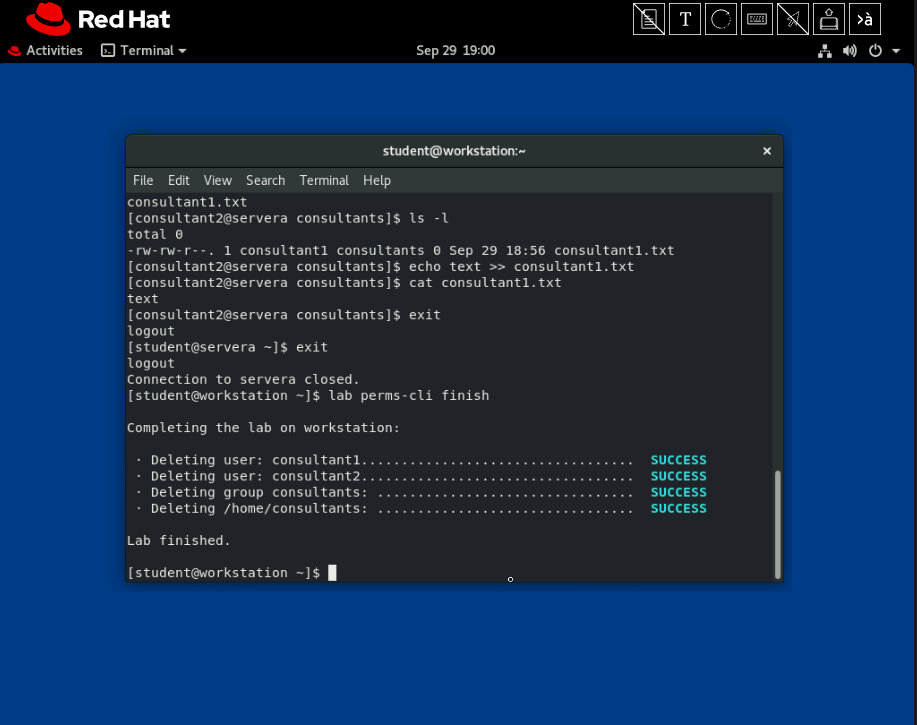 Red Hat
T
›à
Activities Terminal Sep 29 19:00
student@workstation:~
File Edit View Search Terminal Help
consultant1.txt
[consultant2@servera consultants]$ ls -l
total 0
-rw-rw-r--. 1 consultant1 consultants 0 Sep 29 18:56 consultant1.txt
[consultant2@servera consultants]$ echo text >> consultant1.txt
[consultant2@servera consultants]$ cat consultant1.txt
text
[consultant2@servera consultants]$ exit
logout
[student@servera ~]$ exit
logout
Connection to servera closed.
[student@workstation ~]$ lab perms-cli finish
Completing the lab on workstation:
· Deleting user: consultant1.................................. SUCCESS
· Deleting user: consultant2.................................. SUCCESS
· Deleting group consultants: ................................ SUCCESS
· Deleting /home/consultants: ................................ SUCCESS
Lab finished.
[student@workstation ~]$